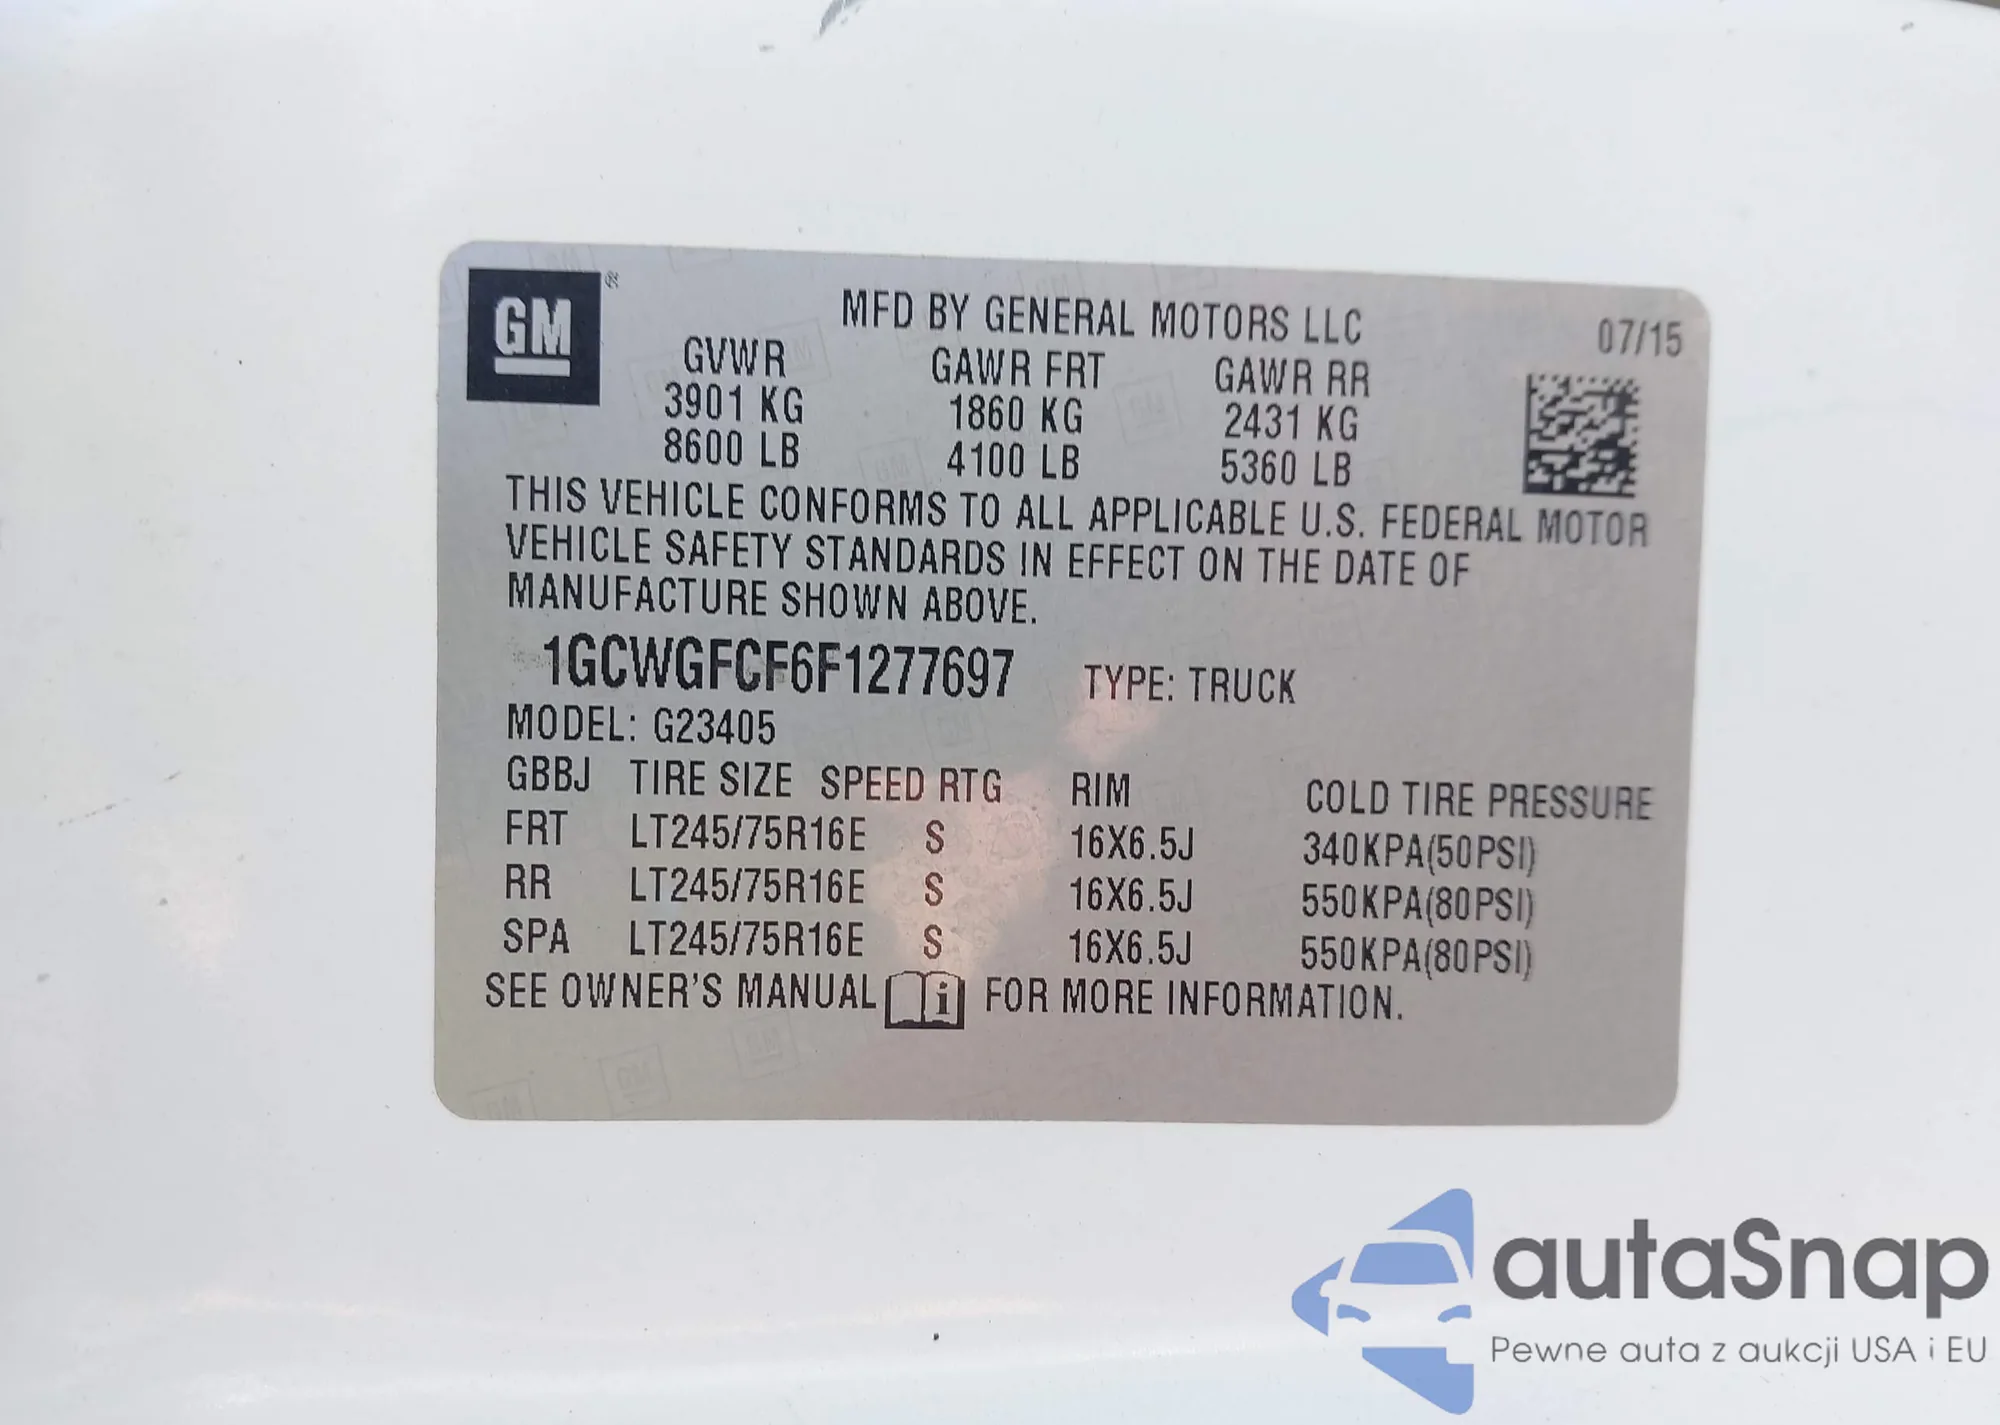 GM ®
MFD BY GENERAL MOTORS LLC 07/15
GVWR GAWR FRT GAWR RR
3901 KG 1860 KG 2431 KG
8600 LB 4100 LB 5360 LB
THIS VEHICLE CONFORMS TO ALL APPLICABLE U.S. FEDERAL MOTOR
VEHICLE SAFETY STANDARDS IN EFFECT ON THE DATE OF
MANUFACTURE SHOWN ABOVE.
1GCWGFCF6F1277697 TYPE: TRUCK
MODEL: G23405
GBBJ TIRE SIZE SPEED RTG RIM COLD TIRE PRESSURE
FRT LT245/75R16E S 16X6.5J 340KPA(50PSI)
RR LT245/75R16E S 16X6.5J 550KPA(80PSI)
SPA LT245/75R16E S 16X6.5J 550KPA(80PSI)
SEE OWNER'S MANUAL i FOR MORE INFORMATION.
autaSnap
Pewne auta z aukcji USA i EU